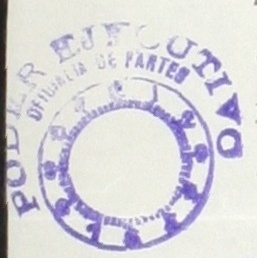 PODER EJECUTIVO
OFICIALIA DE PARTES